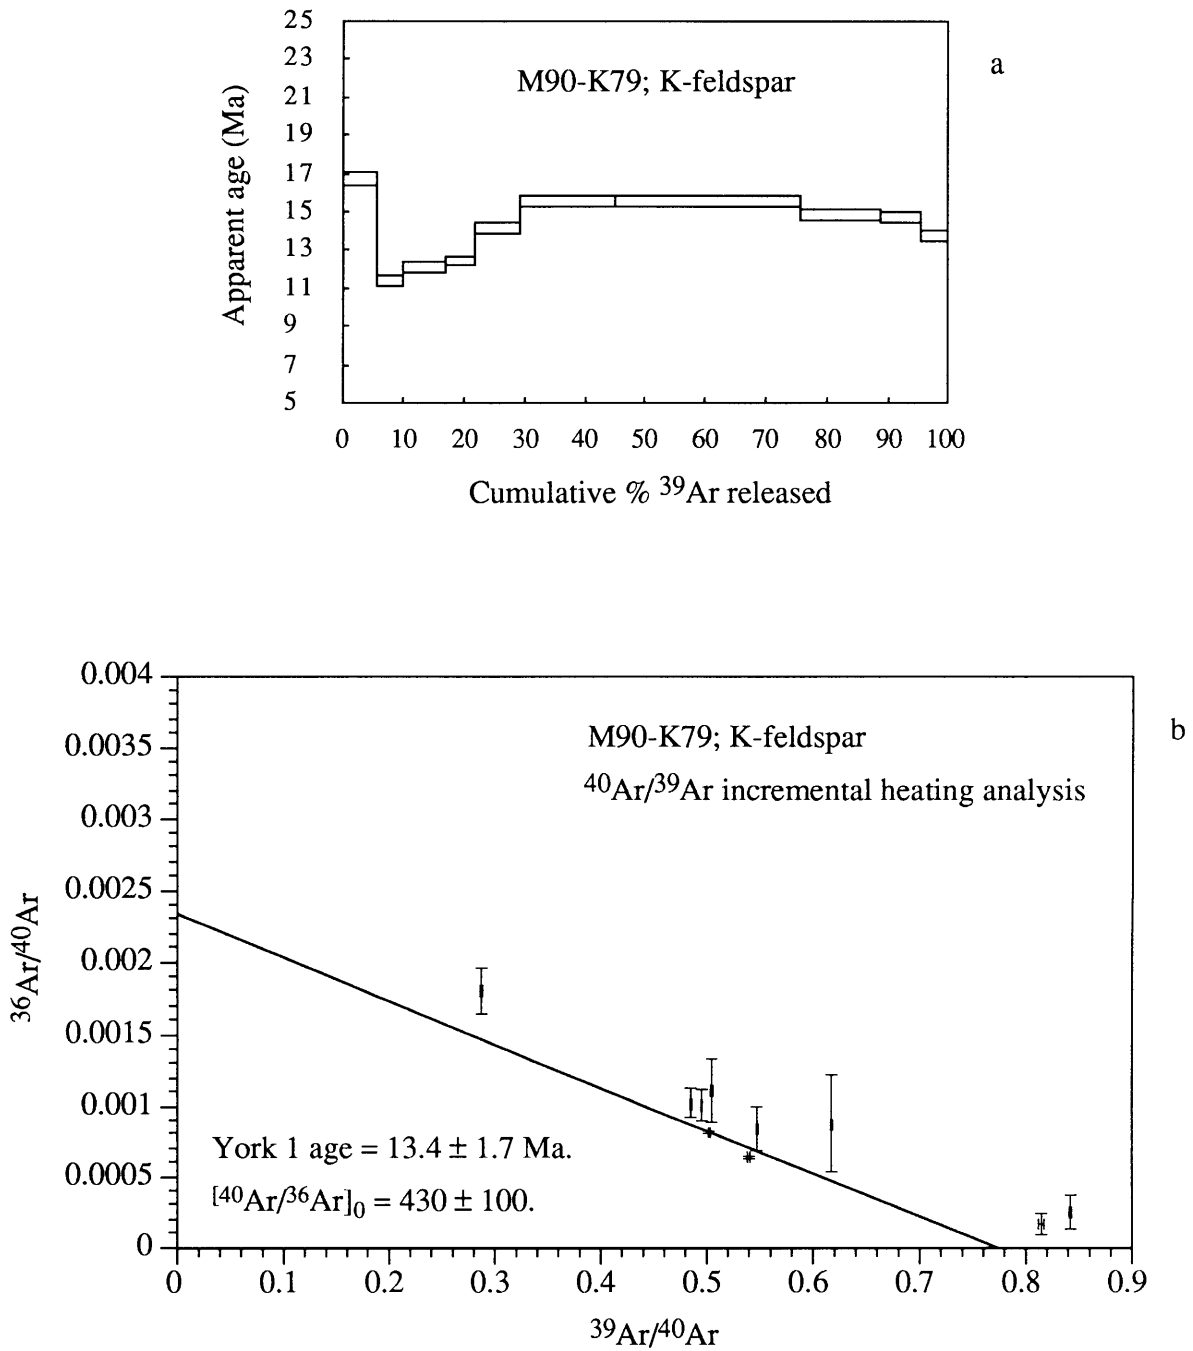 a
M90-K79; K-feldspar
Apparent age (Ma)
25
23
21
19
17
15
13
11
9
7
5
0 10 20 30 40 50 60 70 80 90 100
Cumulative % ³⁹Ar released
b
M90-K79; K-feldspar
⁴⁰Ar/³⁹Ar incremental heating analysis
³⁶Ar/⁴⁰Ar
0.004
0.0035
0.003
0.0025
0.002
0.0015
0.001
0.0005
0
York 1 age = 13.4 ± 1.7 Ma.
[⁴⁰Ar/³⁶Ar]₀ = 430 ± 100.
0 0.1 0.2 0.3 0.4 0.5 0.6 0.7 0.8 0.9
³⁹Ar/⁴⁰Ar